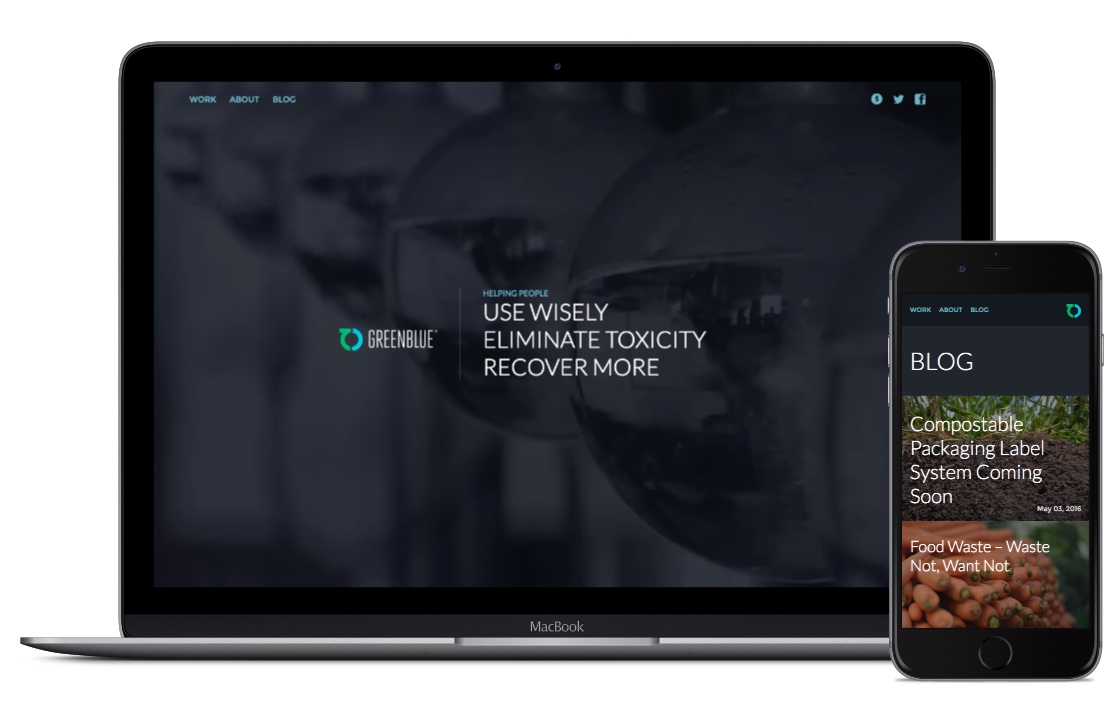 WORK ABOUT BLOG
HELPING PEOPLE
USE WISELY
ELIMINATE TOXICITY
RECOVER MORE
GREENBLUE
MacBook
WORK ABOUT BLOG
BLOG
Compostable
Packaging Label
System Coming
Soon
May 03, 2016
Food Waste – Waste
Not, Want Not